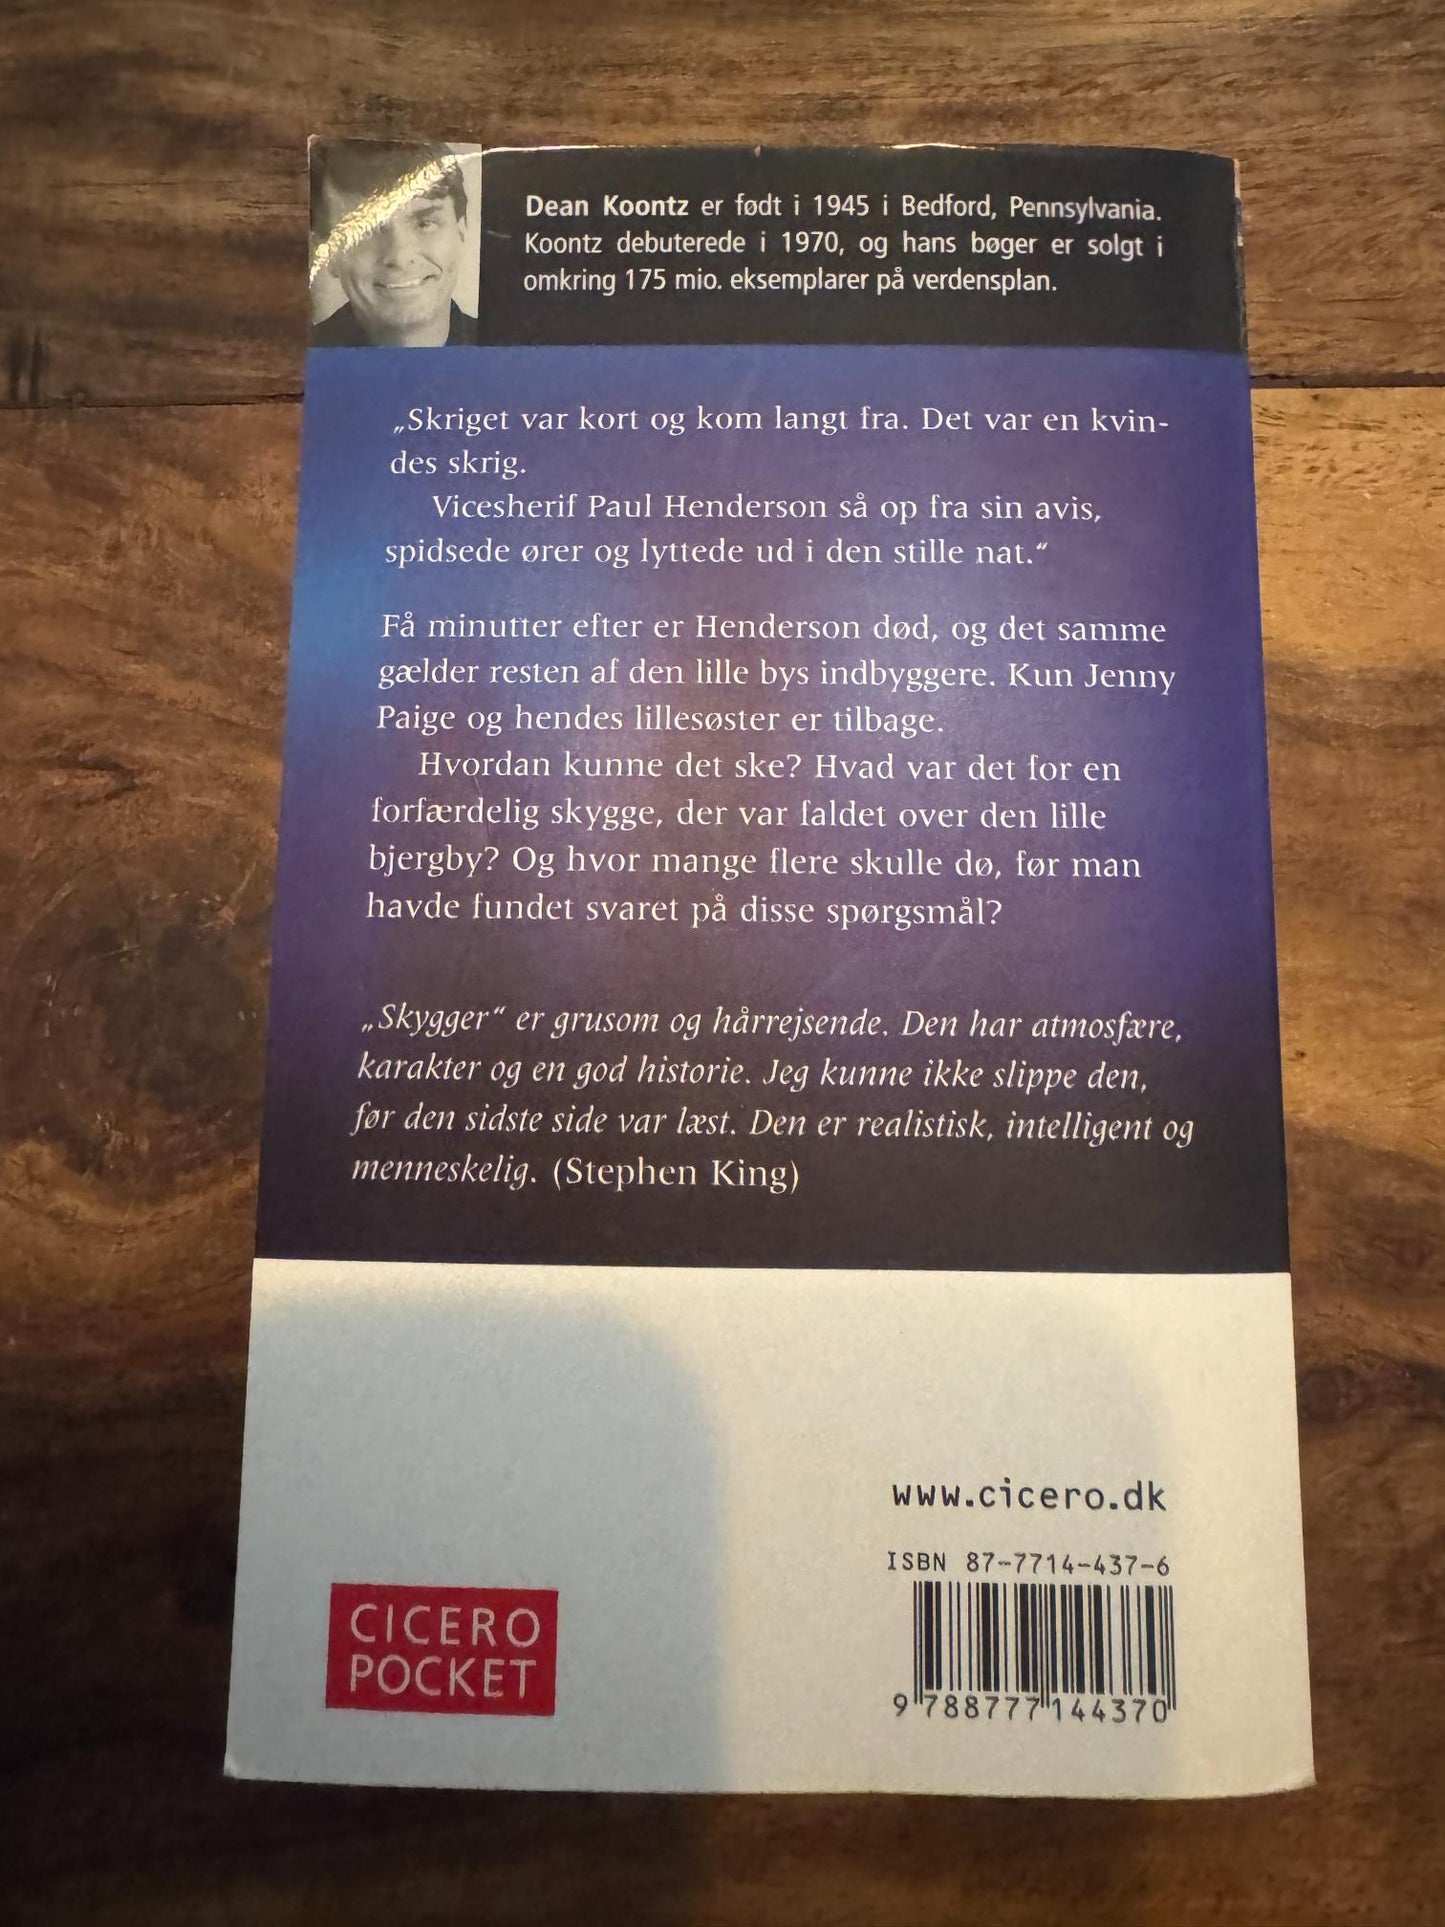 Dean Koontz er født i 1945 i Bedford, Pennsylvania.
Koontz debuterede i 1970, og hans bøger er solgt i
omkring 175 mio. eksemplarer på verdensplan.
„Skriget var kort og kom langt fra. Det var en kvin-
des skrig.
Vicesherif Paul Henderson så op fra sin avis,
spidsede ører og lyttede ud i den stille nat.“
Få minutter efter er Henderson død, og det samme
gælder resten af den lille bys indbyggere. Kun Jenny
Paige og hendes lillesøster er tilbage.
Hvordan kunne det ske? Hvad var det for en
forfærdelig skygge, der var faldet over den lille
bjergby? Og hvor mange flere skulle dø, før man
havde fundet svaret på disse spørgsmål?
„Skygger“ er grusom og hårrejsende. Den har atmosfære,
karakter og en god historie. Jeg kunne ikke slippe den,
før den sidste side var læst. Den er realistisk, intelligent og
menneskelig. (Stephen King)
www.cicero.dk
ISBN 87-7714-437-6
9 788777 144370
CICERO
POCKET